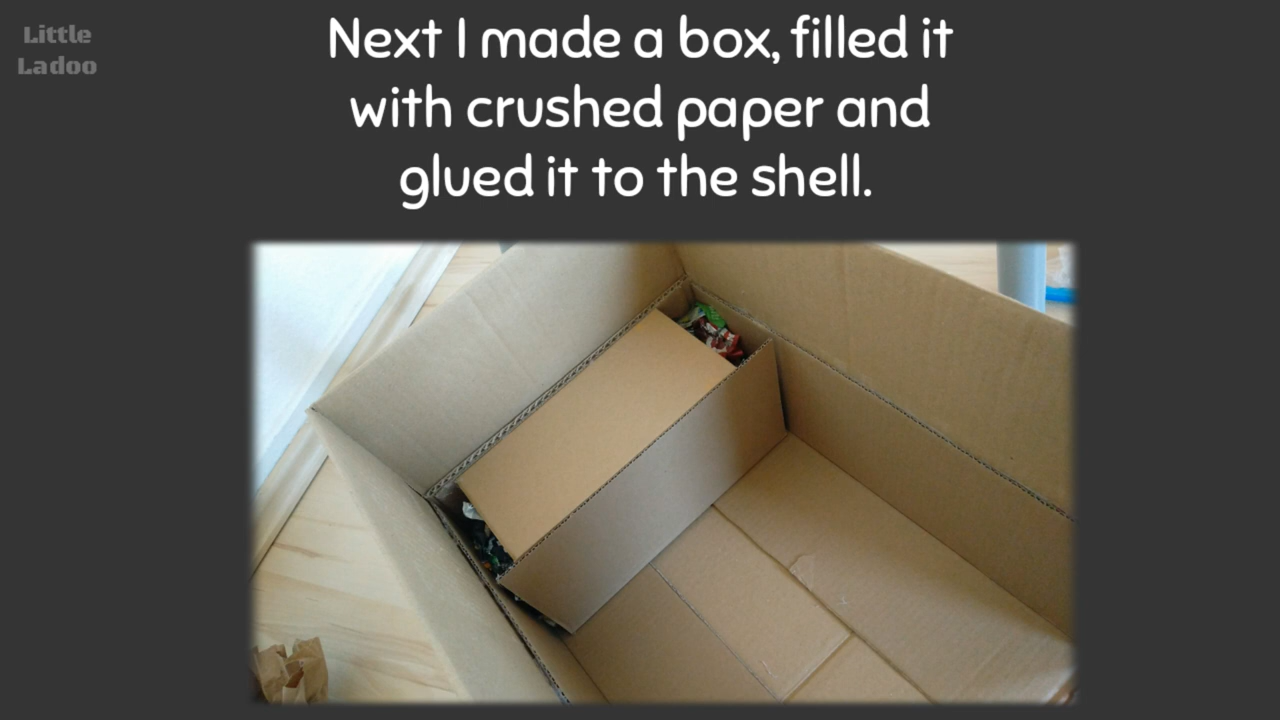 Little
Ladoo
Next I made a box, filled it
with crushed paper and
glued it to the shell.